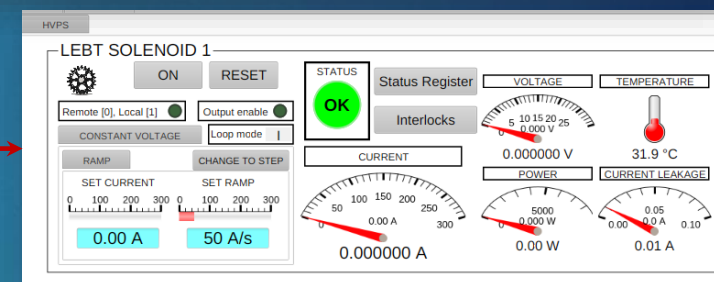 HVPS
LEBT SOLENOID 1
ON
RESET
Remote [0], Local [1]
Output enable
CONSTANT VOLTAGE
Loop mode
I
RAMP
CHANGE TO STEP
SET CURRENT
SET RAMP
0 100 200 300
0 100 200 300
0.00 A
50 A/s
STATUS
OK
Status Register
Interlocks
CURRENT
0 50 100 150 200 250 300
0.00 A
0.000000 A
VOLTAGE
0 5 10 15 20 25
0.000 V
0.000000 V
TEMPERATURE
31.9 °C
POWER
0 5000
0.000 W
0.00 W
CURRENT LEAKAGE
0.00 0.05 0.10
0.0 A
0.01 A